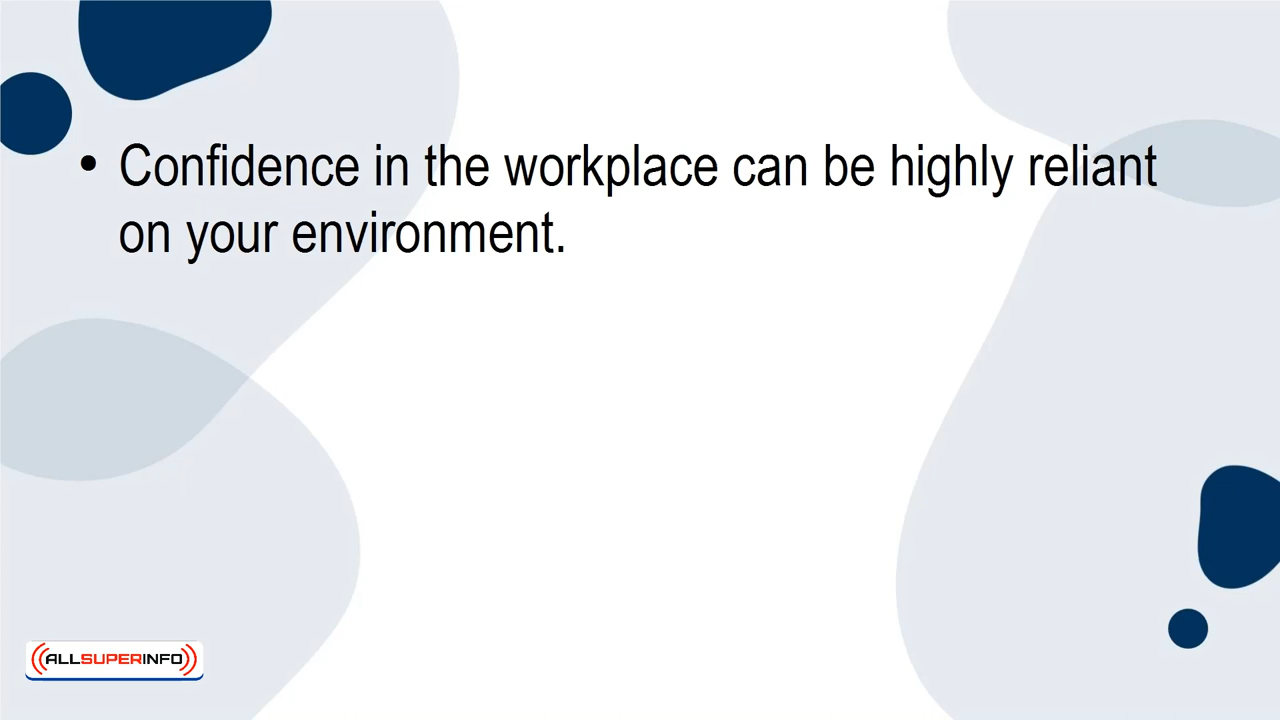 • Confidence in the workplace can be highly reliant
on your environment.
ALLSUPERINFO